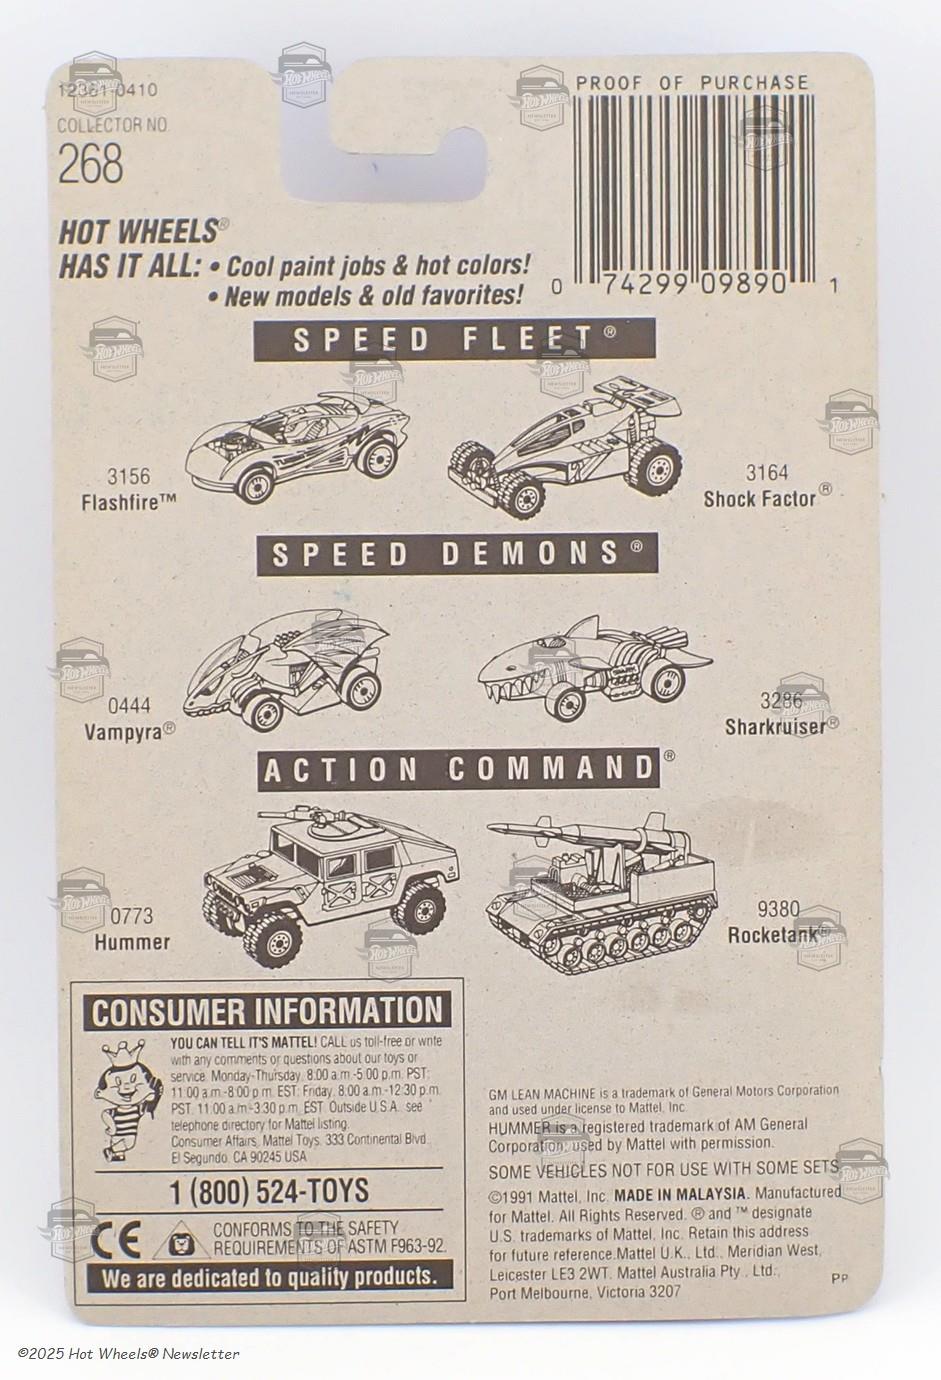 12361-0410
COLLECTOR NO.
268
PROOF OF PURCHASE
0 74299 09890 1
HOT WHEELS®
HAS IT ALL: • Cool paint jobs & hot colors!
• New models & old favorites!
SPEED FLEET®
3156
Flashfire™
3164
Shock Factor®
SPEED DEMONS®
0444
Vampyra®
3286
Sharkruiser®
ACTION COMMAND®
0773
Hummer
9380
Rocketank®
CONSUMER INFORMATION
YOU CAN TELL IT'S MATTEL! CALL us toll-free or write
with any comments or questions about our toys or
service. Monday-Thursday. 8:00 a.m.-5:00 p.m. PST:
11:00 a.m.-8:00 p.m. EST: Friday. 8:00 a.m.-12:30 p.m.
PST. 11:00 a.m.-3:30 p.m. EST. Outside U.S.A. see
telephone directory for Mattel listing.
Consumer Affairs, Mattel Toys. 333 Continental Blvd.
El Segundo. CA 90245 USA
1 (800) 524-TOYS
CE CONFORMS TO THE SAFETY
REQUIREMENTS OF ASTM F963-92.
We are dedicated to quality products.
GM LEAN MACHINE is a trademark of General Motors Corporation
and used under license to Mattel, Inc.
HUMMER is a registered trademark of AM General
Corporation, used by Mattel with permission.
SOME VEHICLES NOT FOR USE WITH SOME SETS
©1991 Mattel, Inc. MADE IN MALAYSIA. Manufactured
for Mattel. All Rights Reserved. ® and ™ designate
U.S. trademarks of Mattel, Inc. Retain this address
for future reference.Mattel U.K., Ltd., Meridian West,
Leicester LE3 2WT. Mattel Australia Pty., Ltd.,
Port Melbourne, Victoria 3207
PP
©2025 Hot Wheels® Newsletter